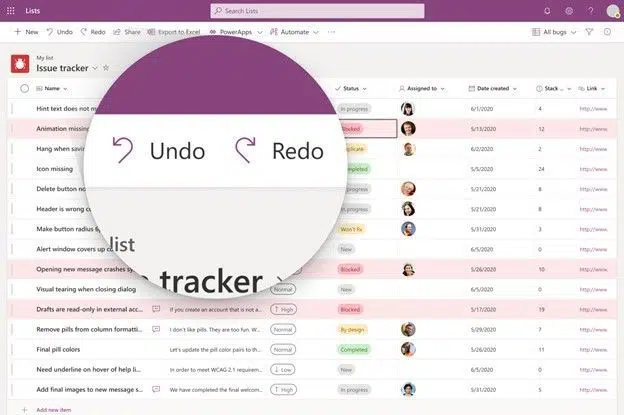 Lists
Search Lists
New Undo Redo Share Export to Excel PowerApps Automate All bugs
My list
Issue tracker
Undo Redo
list
tracker
Name Status Assigned to Date created Stack ... Link
Hint text does not m In progress 6/1/2020 4 http://www.
Animation missing Blocked 5/13/2020 12 http://www.
Hang when savi Duplicate 6/2/2020 2 http://www.
Icon missing Completed 5/5/2020 24 http://www.
Delete button no In progress 5/21/2020 8 http://www.
Header is wrong c In progress 5/21/2020 8 http://www.
Make button radius Won't fix 5/31/2020 3 http://www.
Alert window covers up c New 6/5/2020 0 http://www.
Opening new message crashes sy Blocked 5/26/2020 10 http://www.
Visual tearing when closing dialog Normal New 6/5/2020 0 http://www.
Drafts are read-only in external acc... If you create an account that is not a... High Blocked 5/17/2020 19 http://www.
Remove pills from column formatti... I don't like pills. They are too fun. W... Normal By design 5/29/2020 7 http://www.
Final pill colors Let's update the pill color pairs to th... Normal Completed 5/26/2020 11 http://www.
Need underline on hover of help li... In order to meet WCAG 2.1 requirem... Low New 6/5/2020 0 http://www.
Add final images to new message s... We have completed the final welcom... High In progress 5/31/2020 5 http://www.
Add new item